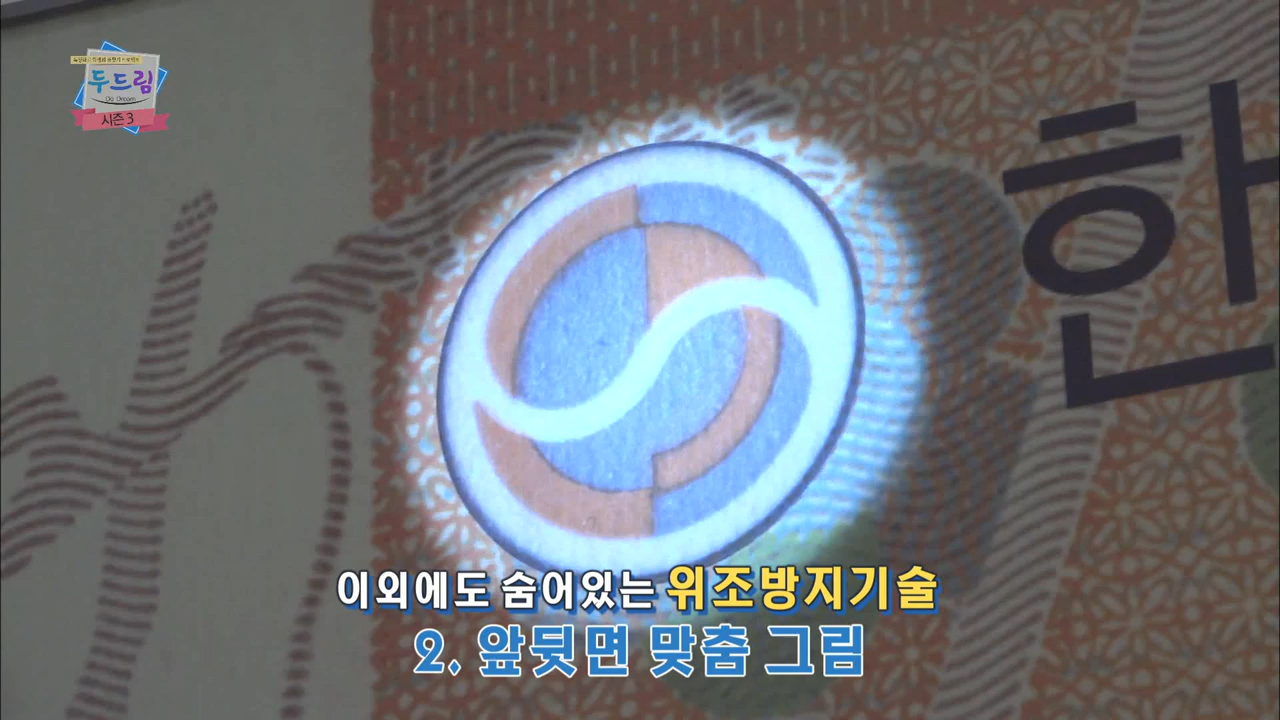 두드림
Do Dream
시즌 3
한
이외에도 숨어있는 위조방지기술
2. 앞뒷면 맞춤 그림